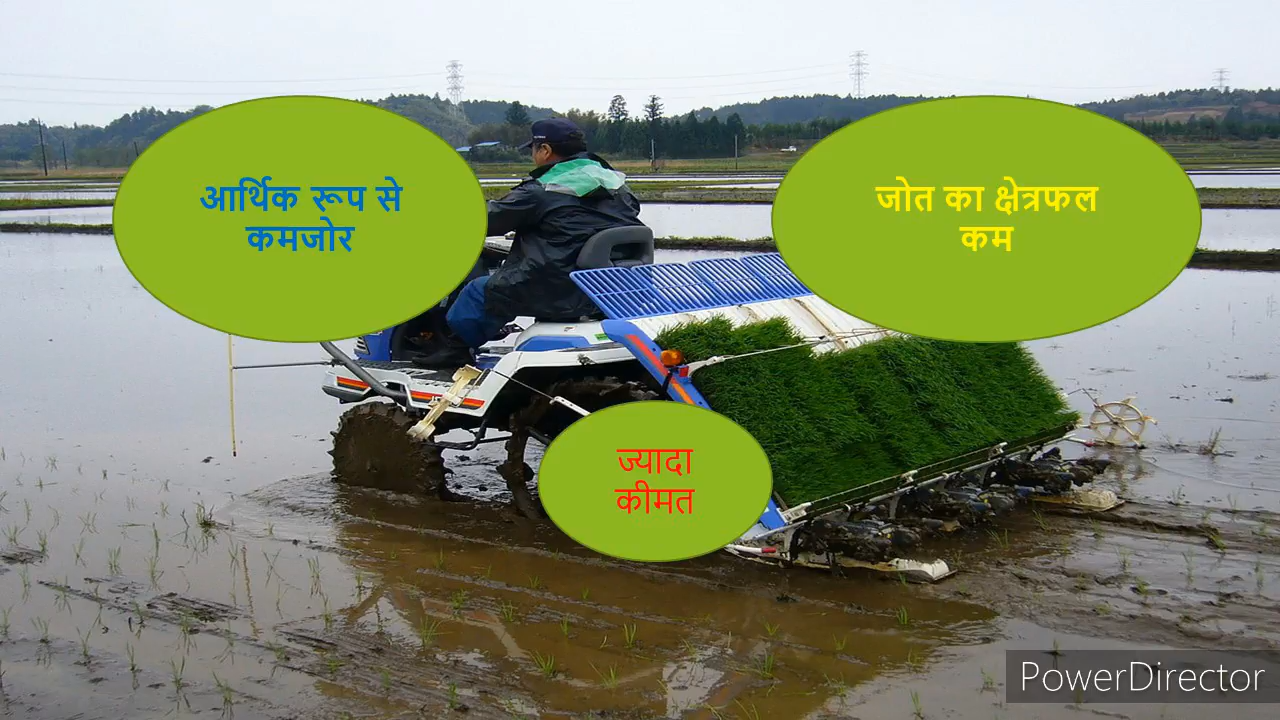 आर्थिक रूप से
कमजोर
जोत का क्षेत्रफल
कम
ज्यादा
कीमत
PowerDirector